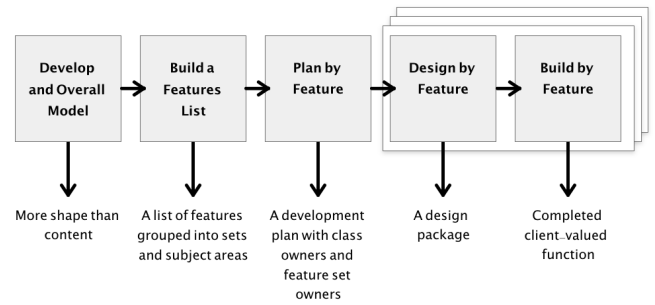 Develop
and Overall
Model
Build a
Features
List
Plan by
Feature
Design by
Feature
Build by
Feature
More shape than
content
A list of features
grouped into sets
and subject areas
A development
plan with class
owners and
feature set
owners
A design
package
Completed
client-valued
function